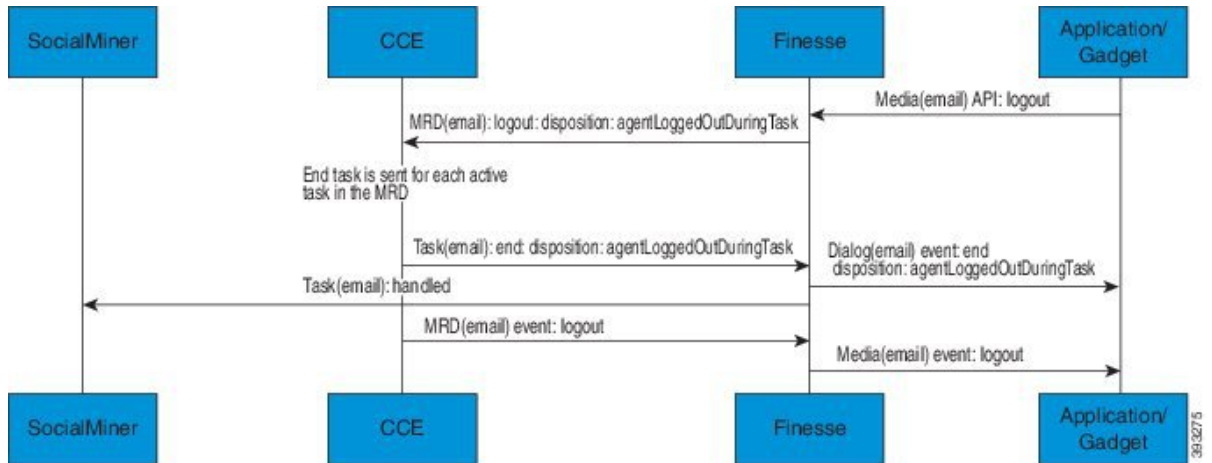 SocialMiner
CCE
Finesse
Application/
Gadget
Media(email) API: logout
MRD(email): logout: disposition: agentLoggedOutDuringTask
End task is sent for each active
task in the MRD
Task(email): end: disposition: agentLoggedOutDuringTask
Dialog(email) event: end
disposition: agentLoggedOutDuringTask
Task(email): handled
MRD(email) event: logout
Media(email) event: logout
SocialMiner
CCE
Finesse
Application/
Gadget
393275